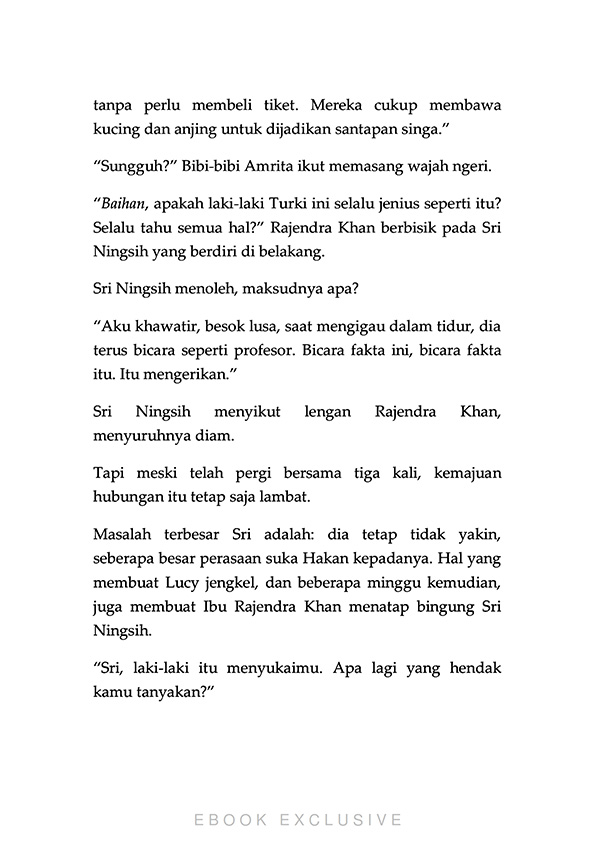 tanpa perlu membeli tiket. Mereka cukup membawa
kucing dan anjing untuk dijadikan santapan singa.”
“Sungguh?” Bibi-bibi Amrita ikut memasang wajah ngeri.
“Baihan, apakah laki-laki Turki ini selalu jenius seperti itu?
Selalu tahu semua hal?” Rajendra Khan berbisik pada Sri
Ningsih yang berdiri di belakang.
Sri Ningsih menoleh, maksudnya apa?
“Aku khawatir, besok lusa, saat mengigau dalam tidur, dia
terus bicara seperti profesor. Bicara fakta ini, bicara fakta
itu. Itu mengerikan.”
Sri Ningsih menyikut lengan Rajendra Khan,
menyuruhnya diam.
Tapi meski telah pergi bersama tiga kali, kemajuan
hubungan itu tetap saja lambat.
Masalah terbesar Sri adalah: dia tetap tidak yakin,
seberapa besar perasaan suka Hakan kepadanya. Hal yang
membuat Lucy jengkel, dan beberapa minggu kemudian,
juga membuat Ibu Rajendra Khan menatap bingung Sri
Ningsih.
“Sri, laki-laki itu menyukaimu. Apa lagi yang hendak
kamu tanyakan?”
EBOOK EXCLUSIVE